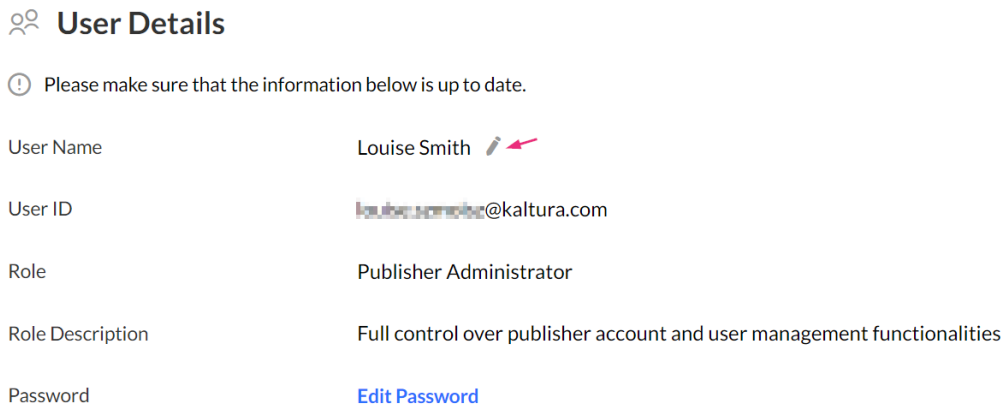 User Details
Please make sure that the information below is up to date.
User Name Louise Smith
User ID @kaltura.com
Role Publisher Administrator
Role Description Full control over publisher account and user management functionalities
Password Edit Password